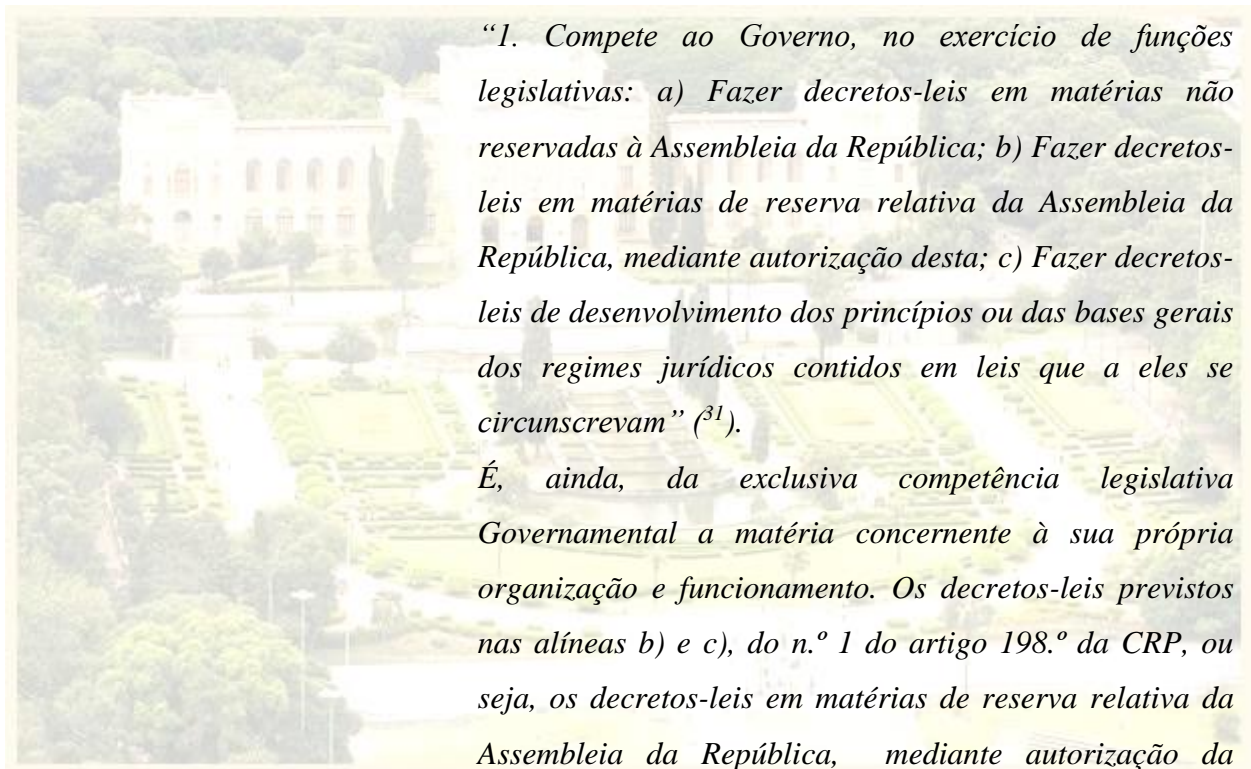 “1. Compete ao Governo, no exercício de funções
legislativas: a) Fazer decretos-leis em matérias não
reservadas à Assembleia da República; b) Fazer decretos-
leis em matérias de reserva relativa da Assembleia da
República, mediante autorização desta; c) Fazer decretos-
leis de desenvolvimento dos princípios ou das bases gerais
dos regimes jurídicos contidos em leis que a eles se
circunscrevam” (31).
É, ainda, da exclusiva competência legislativa
Governamental a matéria concernente à sua própria
organização e funcionamento. Os decretos-leis previstos
nas alíneas b) e c), do n.º 1 do artigo 198.º da CRP, ou
seja, os decretos-leis em matérias de reserva relativa da
Assembleia da República, mediante autorização da